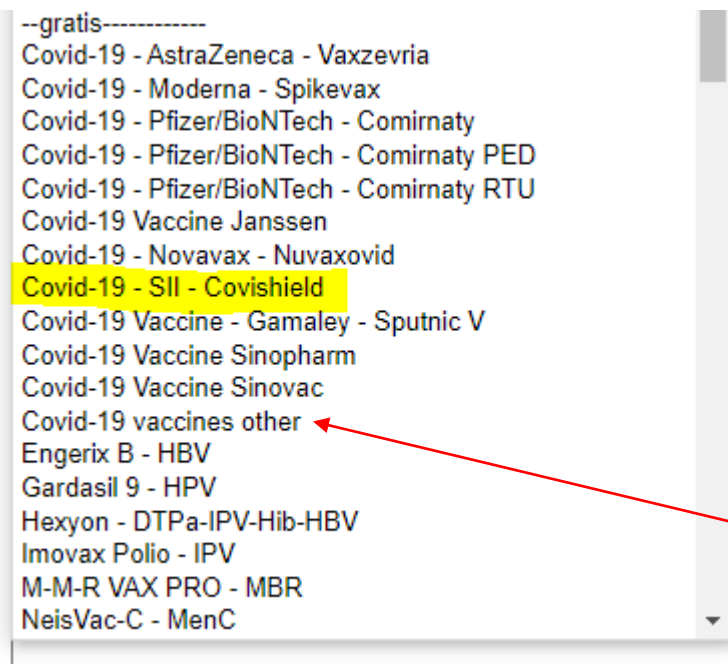 --gratis------------
Covid-19 - AstraZeneca - Vaxzevria
Covid-19 - Moderna - Spikevax
Covid-19 - Pfizer/BioNTech - Comirnaty
Covid-19 - Pfizer/BioNTech - Comirnaty PED
Covid-19 - Pfizer/BioNTech - Comirnaty RTU
Covid-19 Vaccine Janssen
Covid-19 - Novavax - Nuvaxovid
Covid-19 - SII - Covishield
Covid-19 Vaccine - Gamaley - Sputnic V
Covid-19 Vaccine Sinopharm
Covid-19 Vaccine Sinovac
Covid-19 vaccines other
Engerix B - HBV
Gardasil 9 - HPV
Hexyon - DTPa-IPV-Hib-HBV
Imovax Polio - IPV
M-M-R VAX PRO - MBR
NeisVac-C - MenC